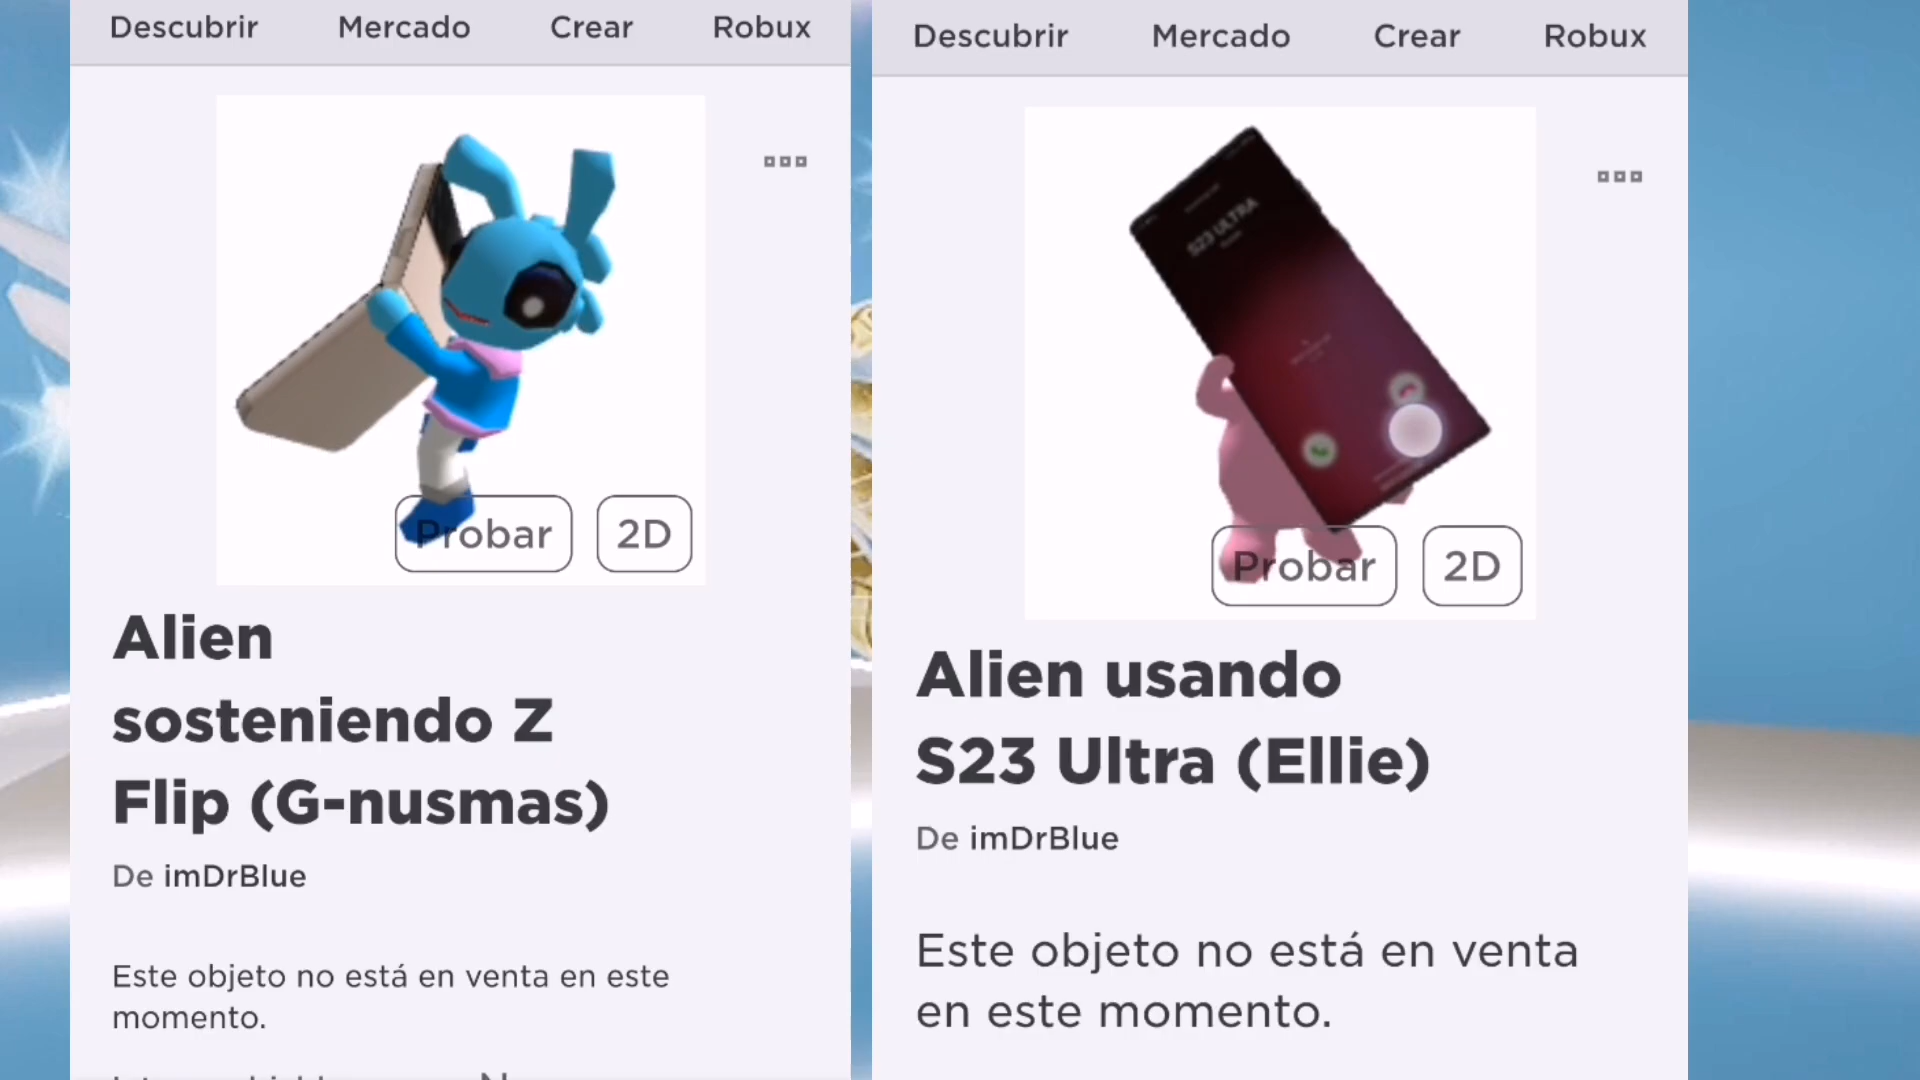 Descubrir Mercado Crear Robux
Probar 2D
Alien
sosteniendo Z
Flip (G-nusmas)
De imDrBlue
Este objeto no está en venta en este
momento.
Descubrir Mercado Crear Robux
S23 ULTRA
Probar 2D
Alien usando
S23 Ultra (Ellie)
De imDrBlue
Este objeto no está en venta
en este momento.